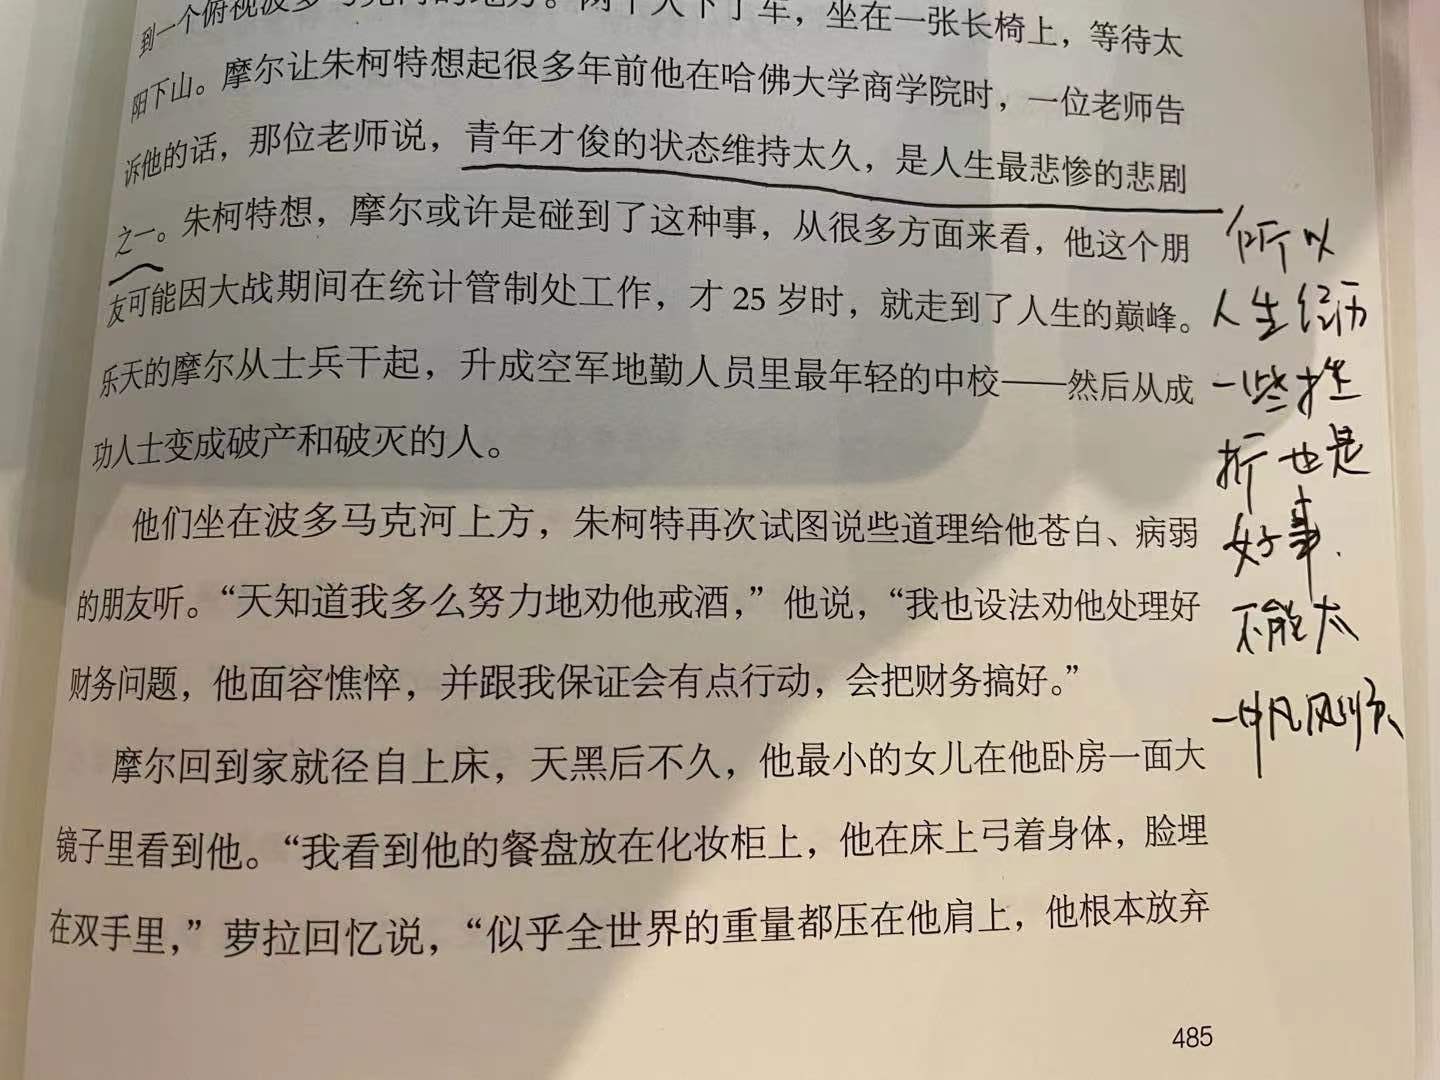 到一个俯视波多马克河的地方。两个人下了车，坐在一张长椅上，等待太
阳下山。摩尔让朱柯特想起很多年前他在哈佛大学商学院时，一位老师告
诉他的话，那位老师说，青年才俊的状态维持太久，是人生最悲惨的悲剧
之一。朱柯特想，摩尔或许是碰到了这种事，从很多方面来看，他这个朋
友可能因大战期间在统计管制处工作，才 25 岁时，就走到了人生的巅峰。
乐天的摩尔从士兵干起，升成空军地勤人员里最年轻的中校——然后从成
功人士变成破产和破灭的人。
他们坐在波多马克河上方，朱柯特再次试图说些道理给他苍白、病弱
的朋友听。“天知道我多么努力地劝他戒酒，”他说，“我也设法劝他处理好
财务问题，他面容憔悴，并跟我保证会有点行动，会把财务搞好。”
摩尔回到家就径自上床，天黑后不久，他最小的女儿在他卧房一面大
镜子里看到他。“我看到他的餐盘放在化妆柜上，他在床上弓着身体，脸埋
在双手里，”萝拉回忆说，“似乎全世界的重量都压在他肩上，他根本放弃
485
所以
人生经历
一些挫
折也是
好事.
不能太
一帆风顺